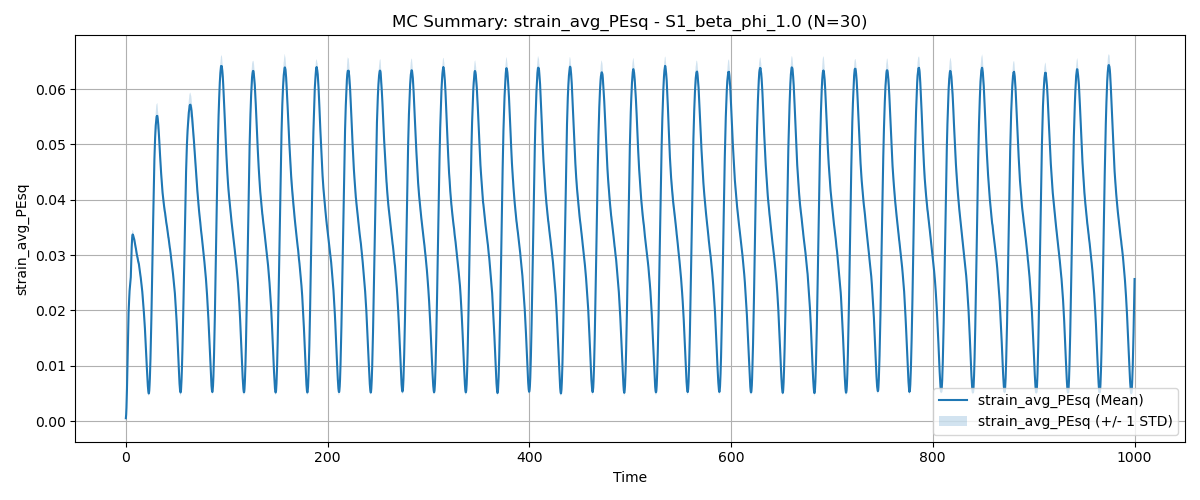 MC Summary: strain_avg_PEsq - S1_beta_phi_1.0 (N=30)
strain_avg_PEsq
0.06
0.05
0.04
0.03
0.02
0.01
0.00
0
200
400
600
800
1000
Time
strain_avg_PEsq (Mean)
strain_avg_PEsq (+/- 1 STD)